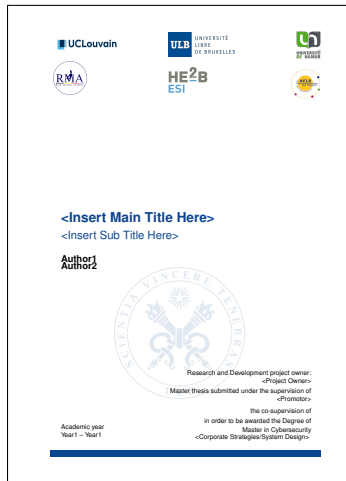 UCLouvain
ULB UNIVERSITÉ LIBRE DE BRUXELLES
UNIVERSITÉ DE NAMUR
RMA
HE2B ESI
HELB
<Insert Main Title Here>
<Insert Sub Title Here>
Author1
Author2
SCIENTIA VINCERE TENEBRAS
Research and Development project owner:
<Project Owner>
Master thesis submitted under the supervision of
<Promotor>
the co-supervision of
in order to be awarded the Degree of
Master in Cybersecurity
<Corporate Strategies/System Design>
Academic year
Year1 – Year1